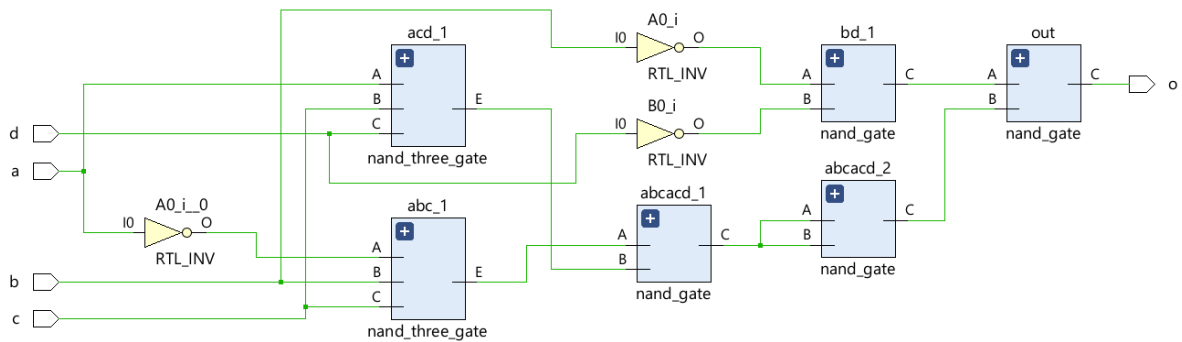 A0_i
acd_1
bd_1
out
I0
O
RTL_INV
A
B
C
E
nand_three_gate
A
B
C
nand_gate
A
B
C
nand_gate
o
d
a
B0_i
I0
O
RTL_INV
abcacd_2
A
B
C
nand_gate
abcacd_1
A
B
C
nand_gate
A0_i__0
I0
O
RTL_INV
abc_1
A
B
C
E
nand_three_gate
b
c